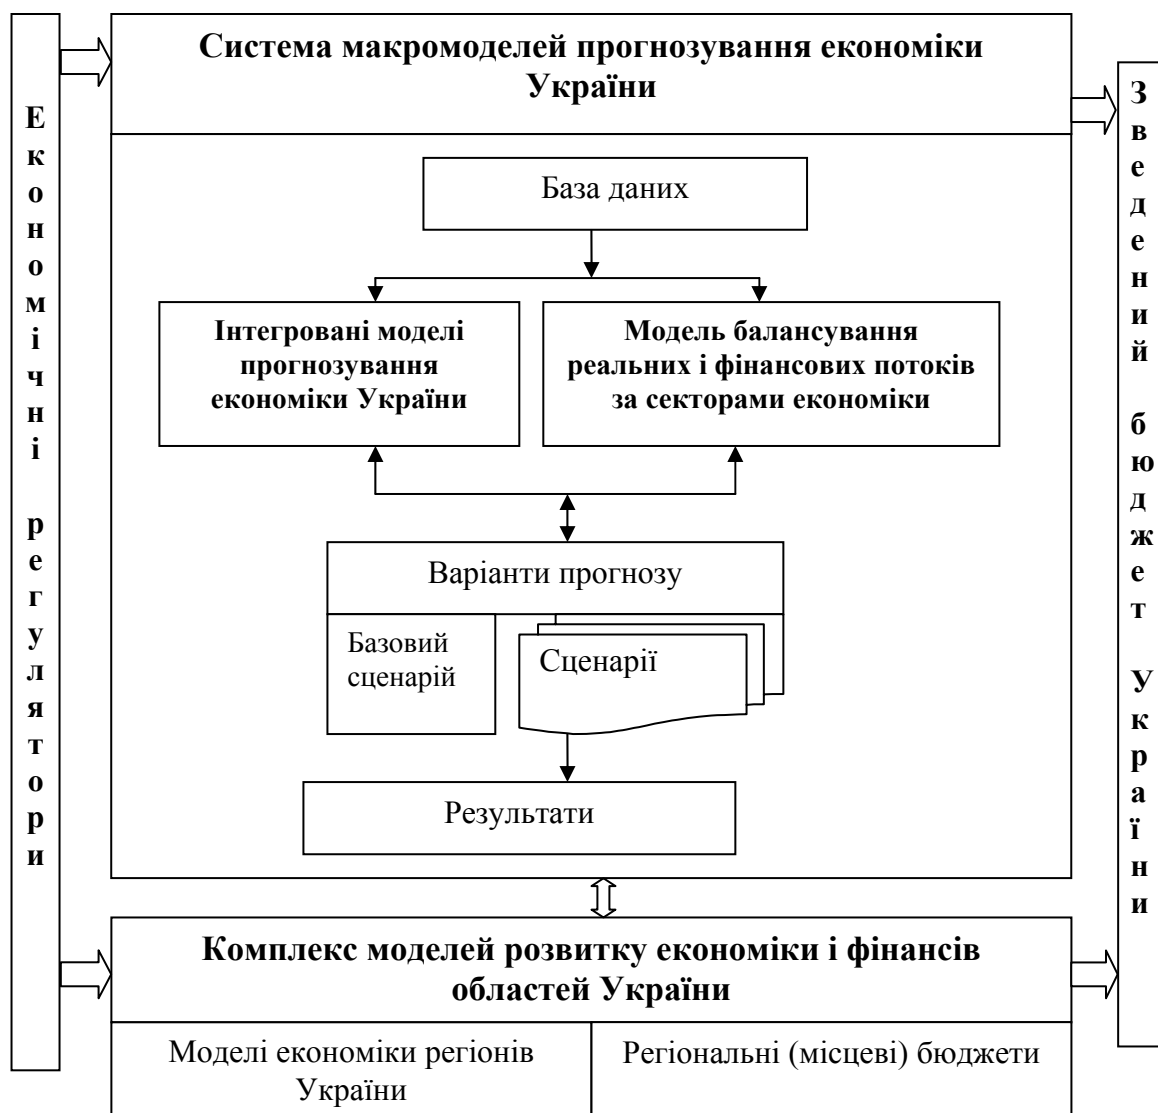 Економічні регулятори
Система макромоделей прогнозування економіки
України
База даних
Інтегровані моделі
прогнозування
економіки України
Модель балансування
реальних і фінансових потоків
за секторами економіки
Варіанти прогнозу
Базовий
сценарій
Сценарії
Результати
Комплекс моделей розвитку економіки і фінансів
областей України
Моделі економіки регіонів
України
Регіональні (місцеві) бюджети
Зведений бюджет України